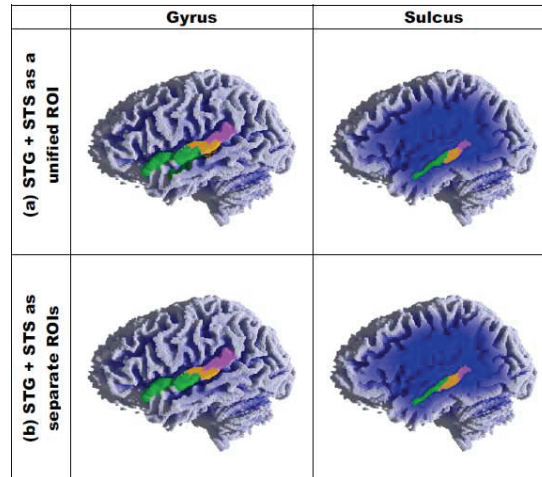 Gyrus
Sulcus
(a) STG + STS as a
unified ROI
(b) STG + STS as
separate ROIs